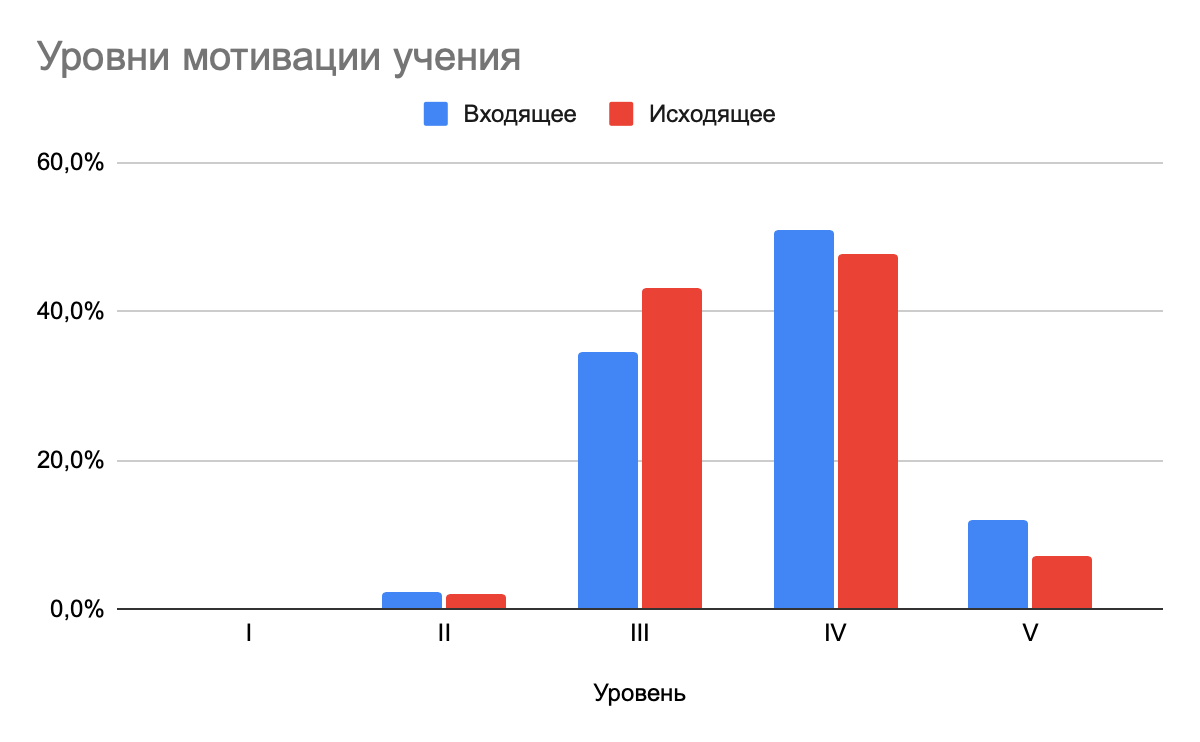 Уровни мотивации учения
Входящее Исходящее
60,0%
40,0%
20,0%
0,0%
I II III IV V
Уровень